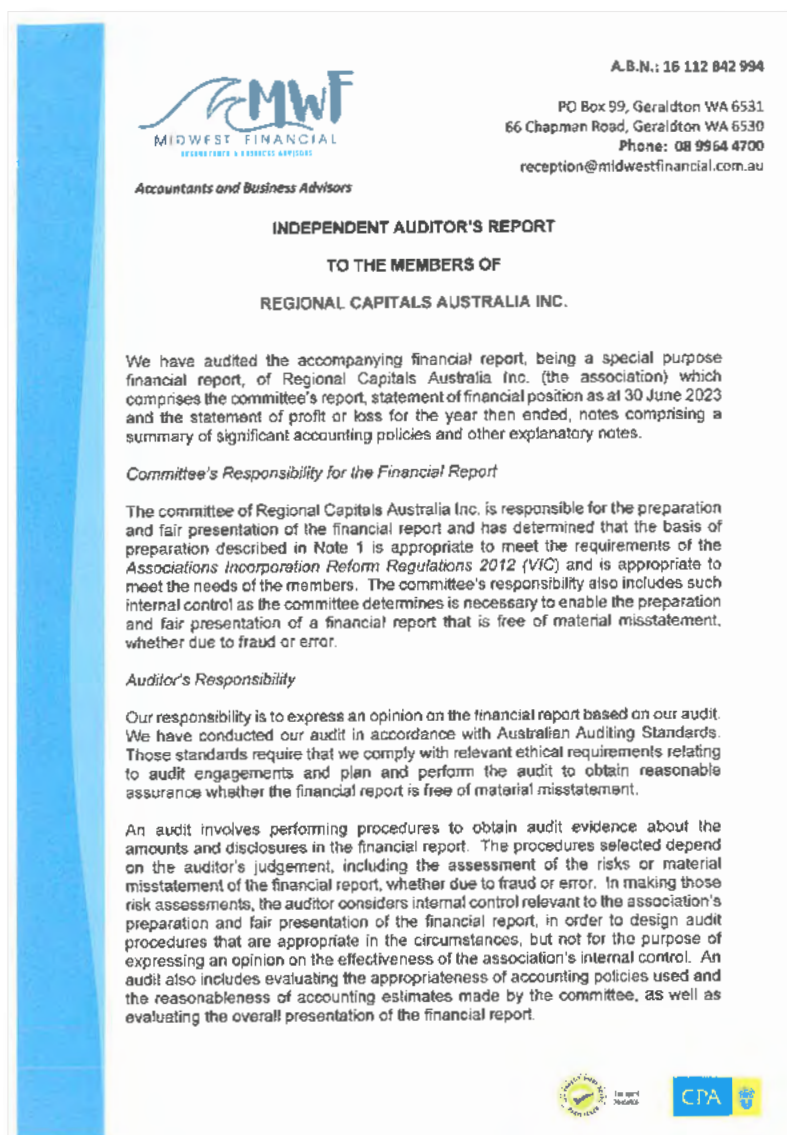 A.B.N.: 16 112 842 994
MWF
MIDWEST FINANCIAL
ACCOUNTANTS & BUSINESS ADVISORS
PO Box 99, Geraldton WA 6531
66 Chapman Road, Geraldton WA 6530
Phone: 08 9964 4700
reception@midwestfinancial.com.au
Accountants and Business Advisors
INDEPENDENT AUDITOR'S REPORT
TO THE MEMBERS OF
REGIONAL CAPITALS AUSTRALIA INC.
We have audited the accompanying financial report, being a special purpose
financial report, of Regional Capitals Australia Inc. (the association) which
comprises the committee's report, statement of financial position as at 30 June 2023
and the statement of profit or loss for the year then ended, notes comprising a
summary of significant accounting policies and other explanatory notes.
Committee's Responsibility for the Financial Report
The committee of Regional Capitals Australia Inc. is responsible for the preparation
and fair presentation of the financial report and has determined that the basis of
preparation described in Note 1 is appropriate to meet the requirements of the
Associations Incorporation Reform Regulations 2012 (VIC) and is appropriate to
meet the needs of the members. The committee's responsibility also includes such
internal control as the committee determines is necessary to enable the preparation
and fair presentation of a financial report that is free of material misstatement,
whether due to fraud or error.
Auditor's Responsibility
Our responsibility is to express an opinion on the financial report based on our audit.
We have conducted our audit in accordance with Australian Auditing Standards.
Those standards require that we comply with relevant ethical requirements relating
to audit engagements and plan and perform the audit to obtain reasonable
assurance whether the financial report is free of material misstatement.
An audit involves performing procedures to obtain audit evidence about the
amounts and disclosures in the financial report. The procedures selected depend
on the auditor's judgement, including the assessment of the risks or material
misstatement of the financial report, whether due to fraud or error. In making those
risk assessments, the auditor considers internal control relevant to the association's
preparation and fair presentation of the financial report, in order to design audit
procedures that are appropriate in the circumstances, but not for the purpose of
expressing an opinion on the effectiveness of the association's internal control. An
audit also includes evaluating the appropriateness of accounting policies used and
the reasonableness of accounting estimates made by the committee, as well as
evaluating the overall presentation of the financial report.
CPA